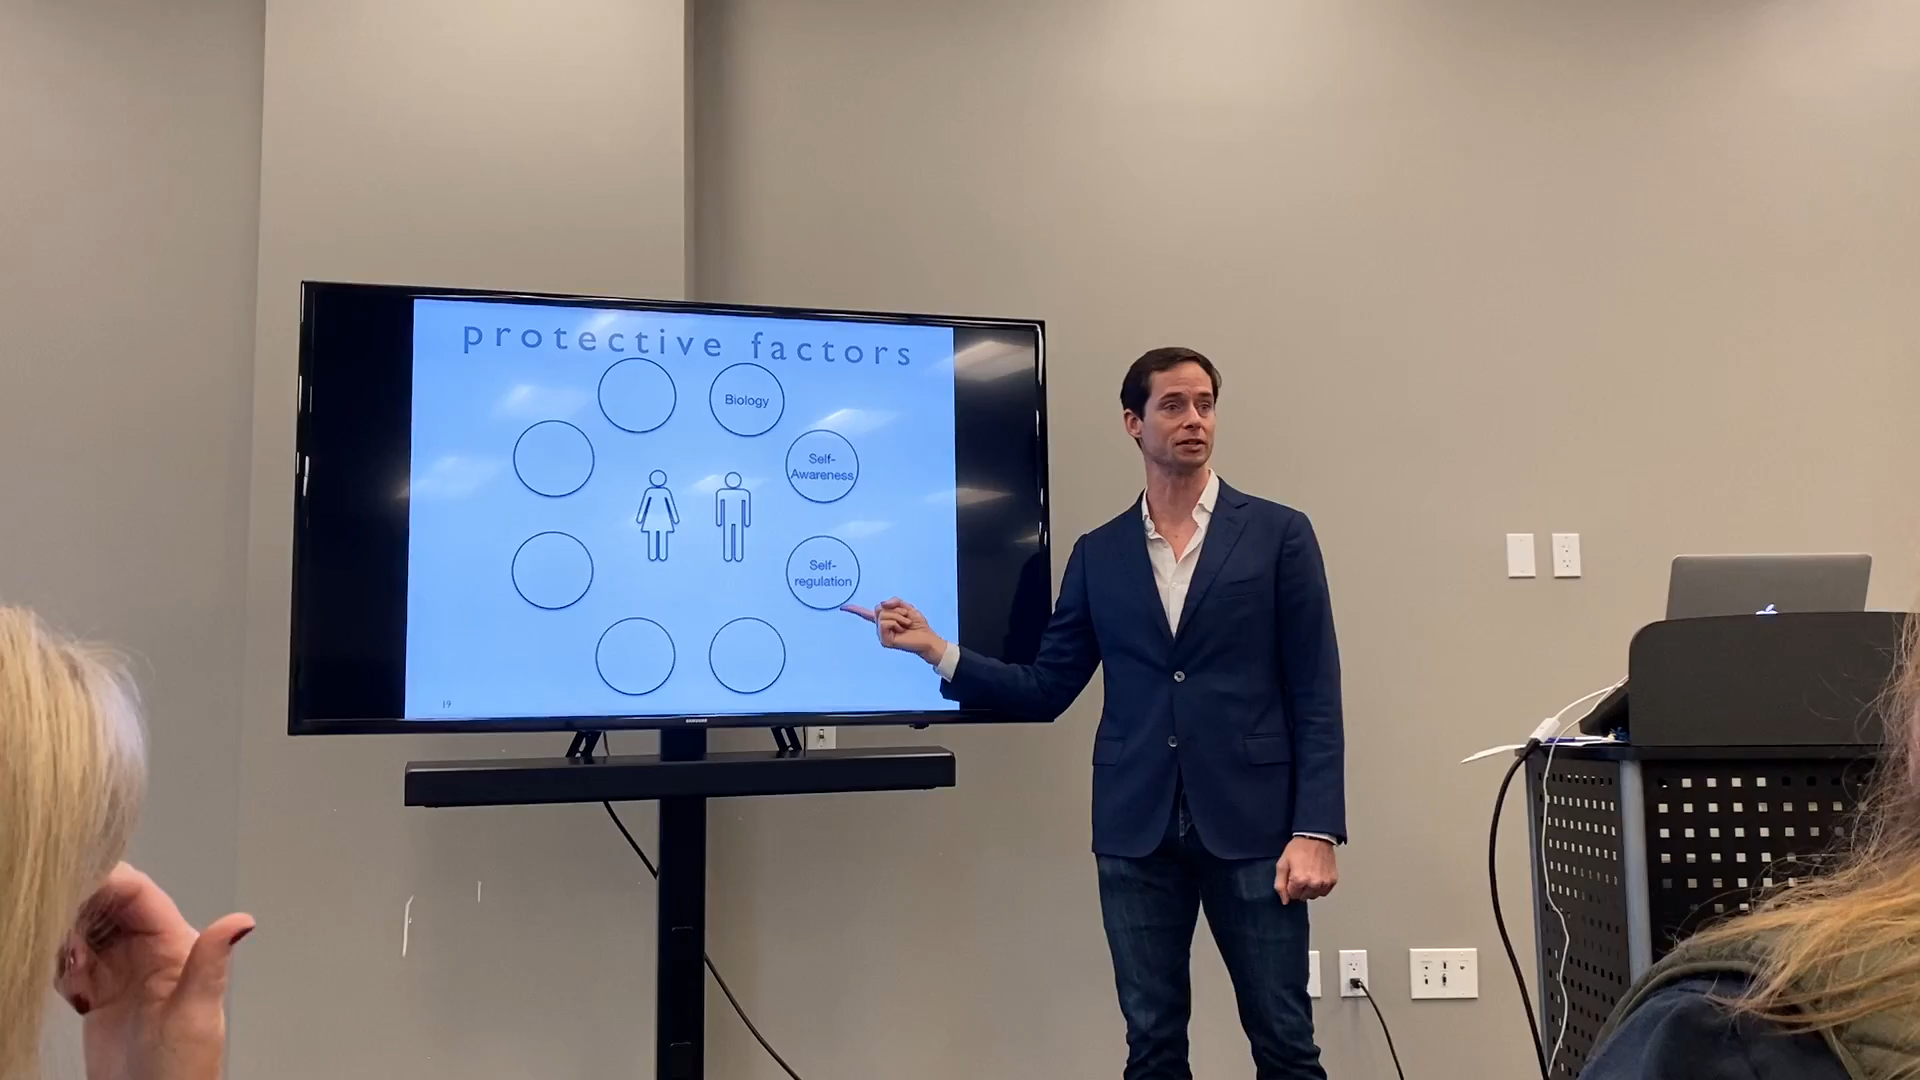 protective factors
Biology
Self-
Awareness
Self-
regulation
19
SAMSUNG